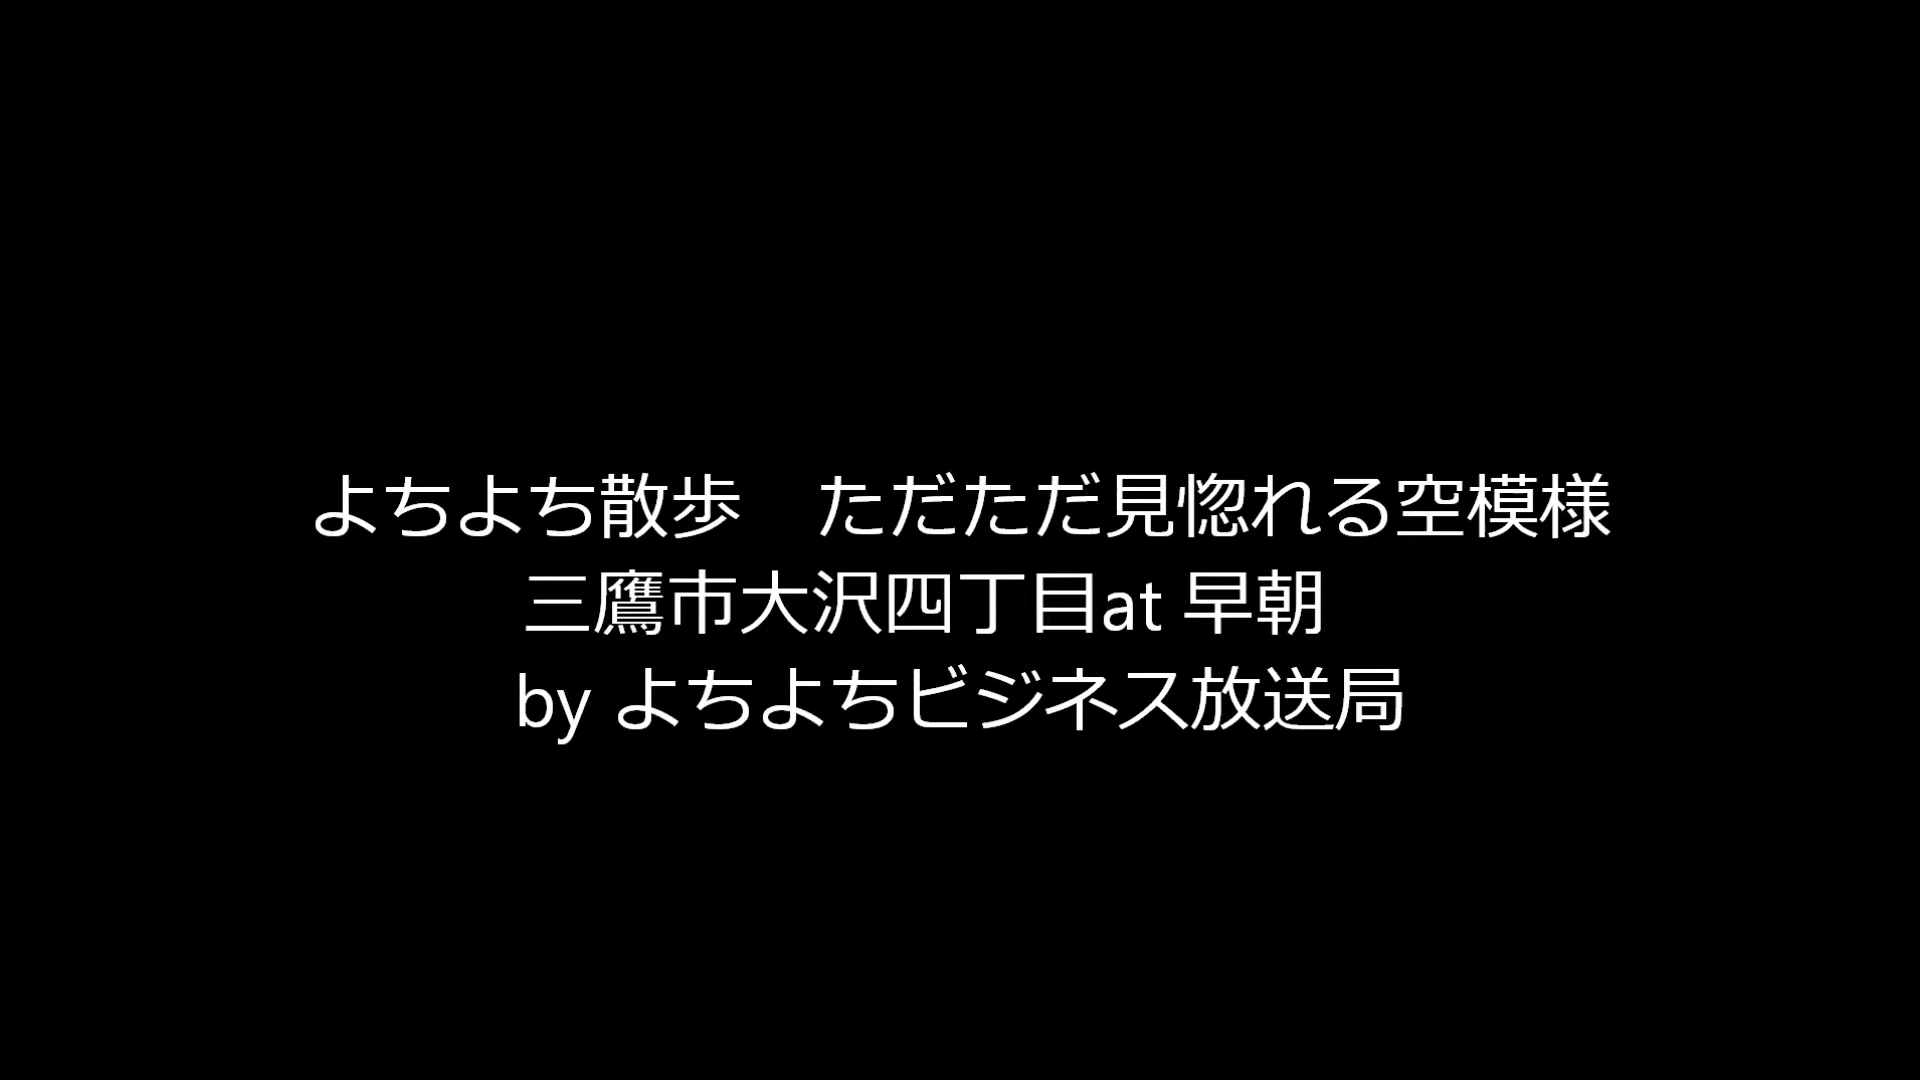 よちよち散歩　ただただ見惚れる空模様
三鷹市大沢四丁目at 早朝
by よちよちビジネス放送局